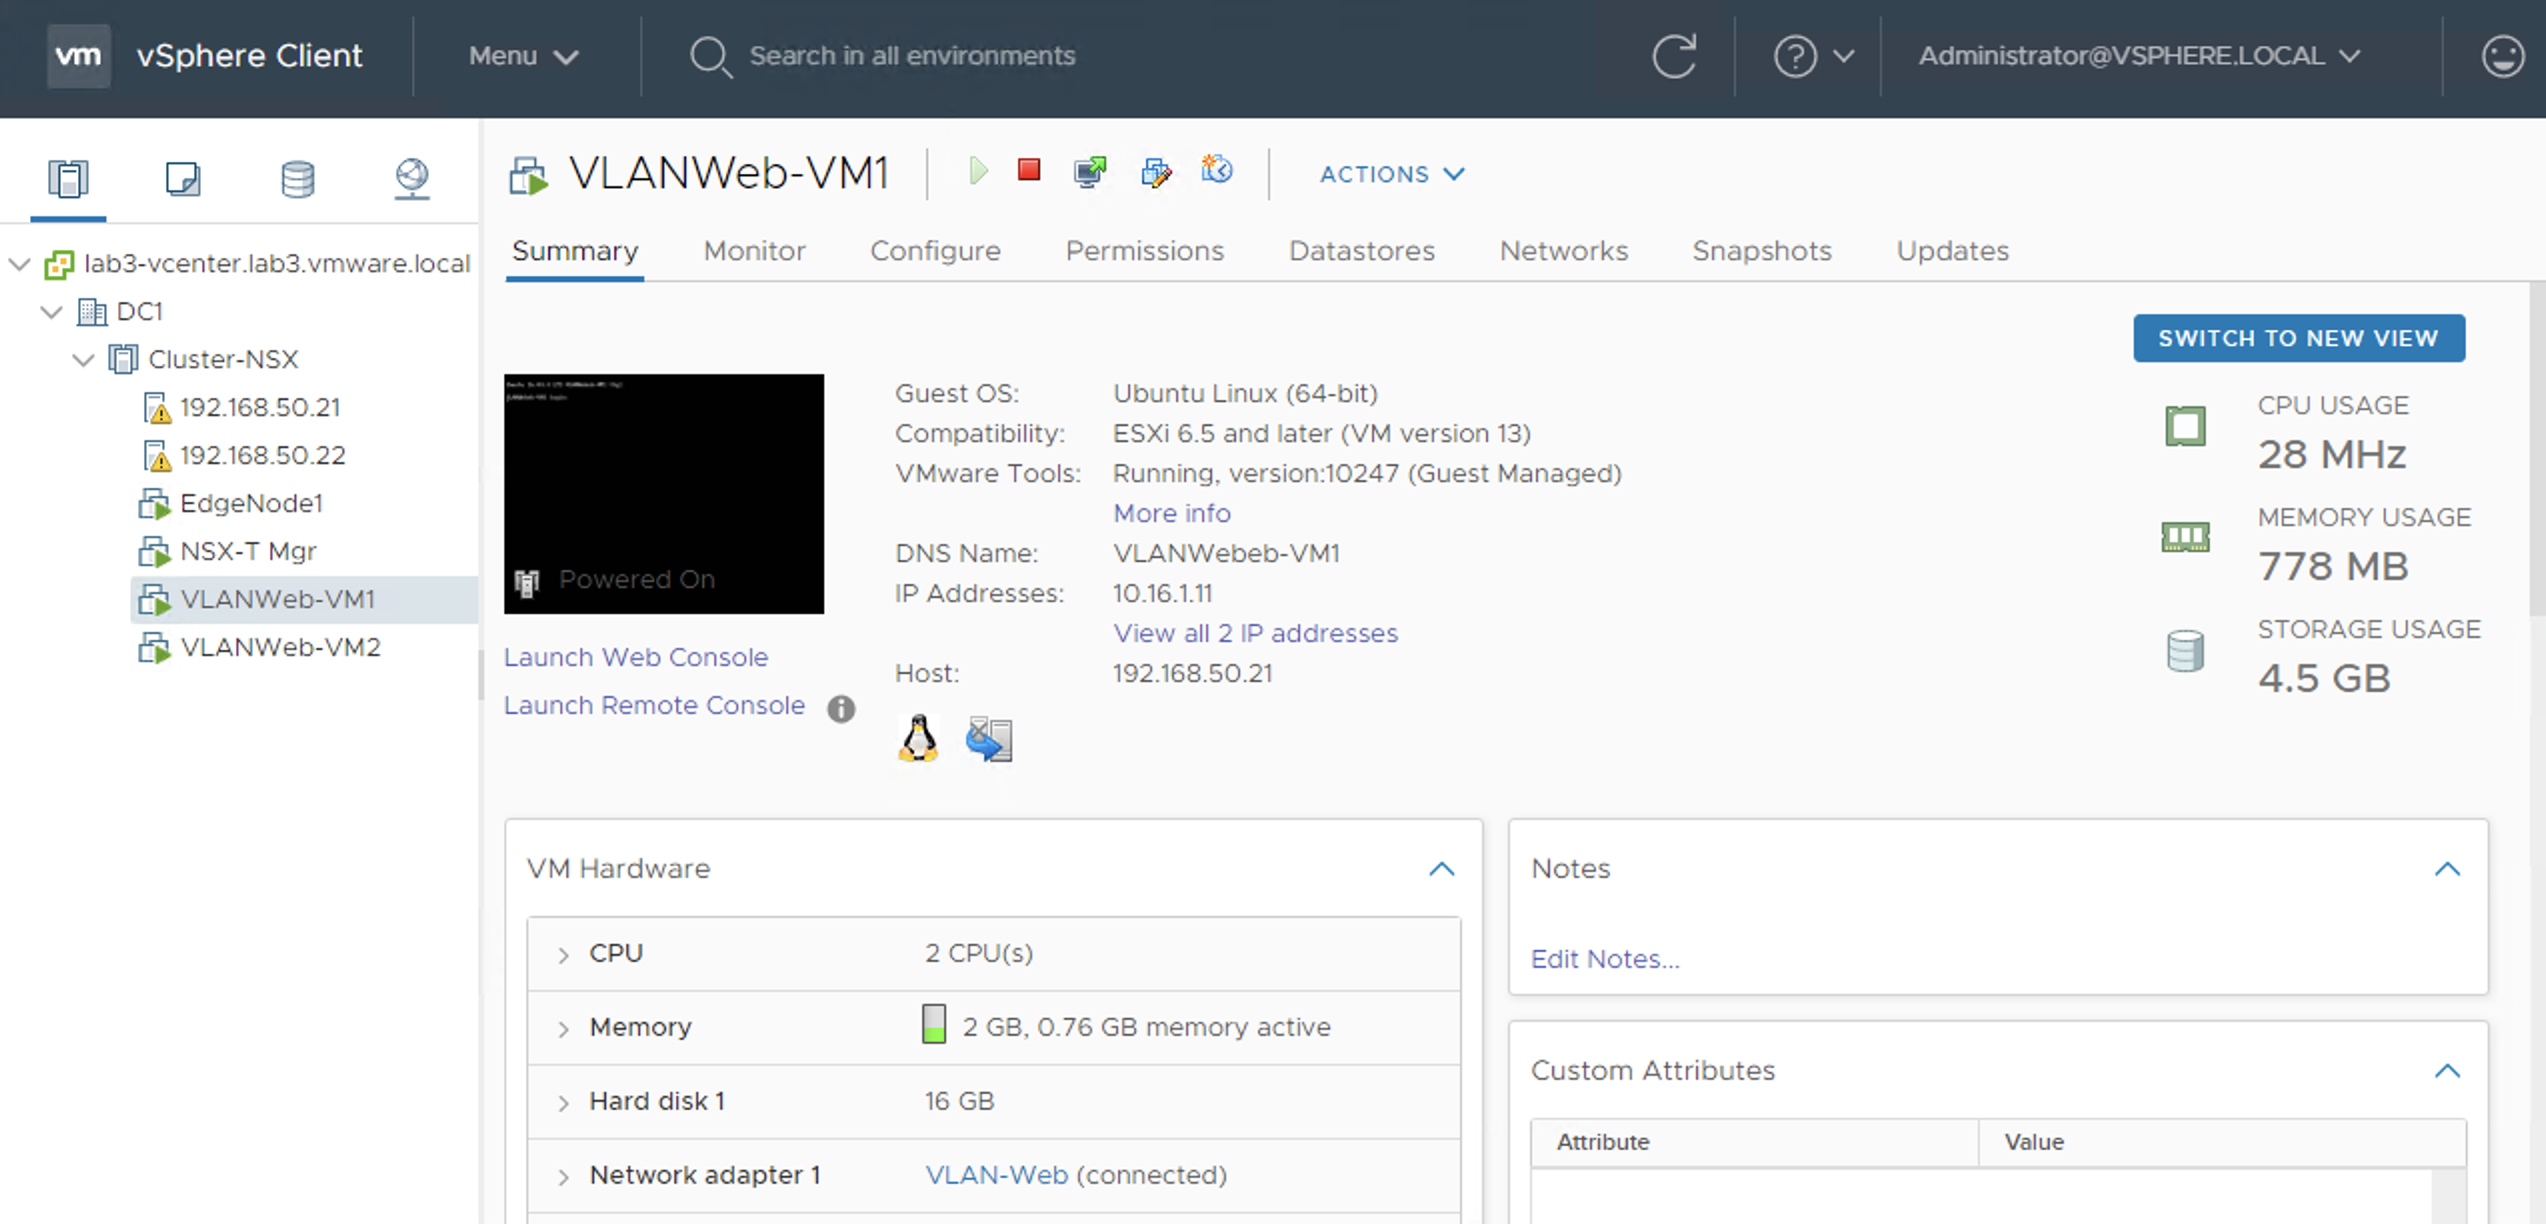 vm vSphere Client Menu Search in all environments Administrator@VSPHERE.LOCAL
lab3-vcenter.lab3.vmware.local
DC1
Cluster-NSX
192.168.50.21
192.168.50.22
EdgeNode1
NSX-T Mgr
VLANWeb-VM1
VLANWeb-VM2
VLANWeb-VM1 ACTIONS
Summary Monitor Configure Permissions Datastores Networks Snapshots Updates
SWITCH TO NEW VIEW
Powered On
Launch Web Console
Launch Remote Console
Guest OS: Ubuntu Linux (64-bit)
Compatibility: ESXi 6.5 and later (VM version 13)
VMware Tools: Running, version:10247 (Guest Managed)
More info
DNS Name: VLANWebeb-VM1
IP Addresses: 10.16.1.11
View all 2 IP addresses
Host: 192.168.50.21
CPU USAGE
28 MHz
MEMORY USAGE
778 MB
STORAGE USAGE
4.5 GB
VM Hardware
CPU 2 CPU(s)
Memory 2 GB, 0.76 GB memory active
Hard disk 1 16 GB
Network adapter 1 VLAN-Web (connected)
Notes
Edit Notes...
Custom Attributes
Attribute Value